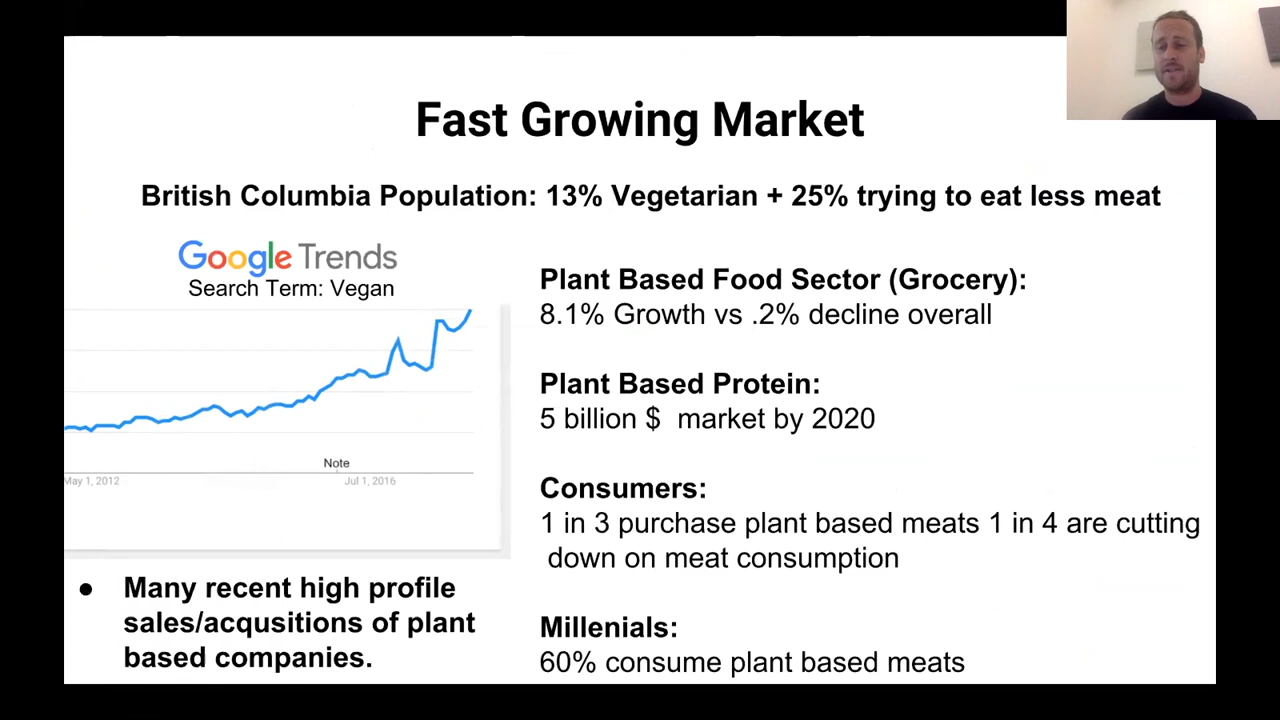 Fast Growing Market
British Columbia Population: 13% Vegetarian + 25% trying to eat less meat
Google Trends
Search Term: Vegan
Note
May 1, 2012
Jul 1, 2016
● Many recent high profile
sales/acqusitions of plant
based companies.
Plant Based Food Sector (Grocery):
8.1% Growth vs .2% decline overall
Plant Based Protein:
5 billion $ market by 2020
Consumers:
1 in 3 purchase plant based meats 1 in 4 are cutting
down on meat consumption
Millenials:
60% consume plant based meats